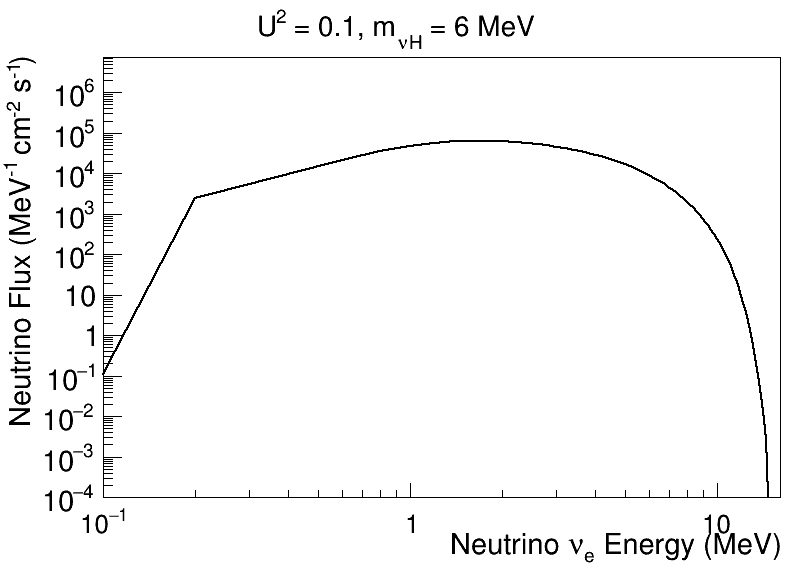 U² = 0.1, m_νH = 6 MeV
Neutrino Flux (MeV⁻¹ cm⁻² s⁻¹)
10⁶
10⁵
10⁴
10³
10²
10
1
10⁻¹
10⁻²
10⁻³
10⁻⁴
10⁻¹ 1 10
Neutrino νₑ Energy (MeV)